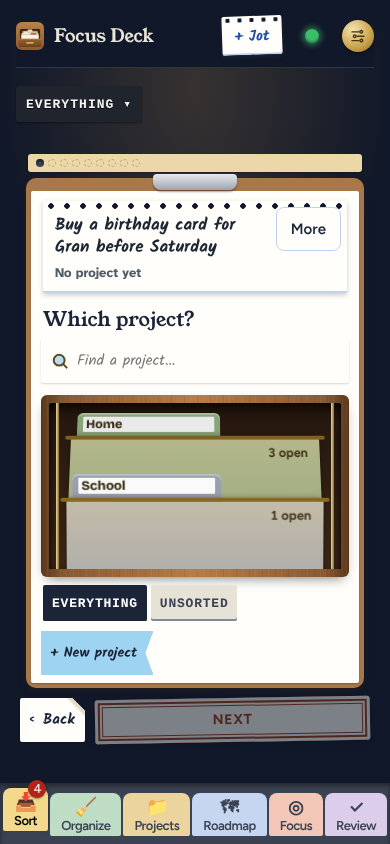 Focus Deck
+ Jot
EVERYTHING ▾
Buy a birthday card for
Gran before Saturday
No project yet
More
Which project?
Find a project...
Home
3 open
School
1 open
EVERYTHING
UNSORTED
+ New project
‹ Back
NEXT
4
Sort
Organize
Projects
Roadmap
Focus
Review